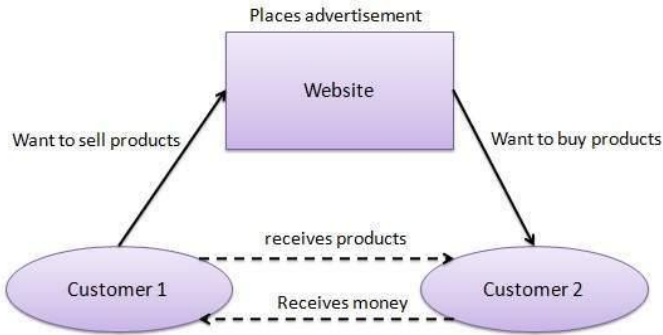 Places advertisement
Website
Want to sell products
Want to buy products
receives products
Customer 1
Customer 2
Receives money